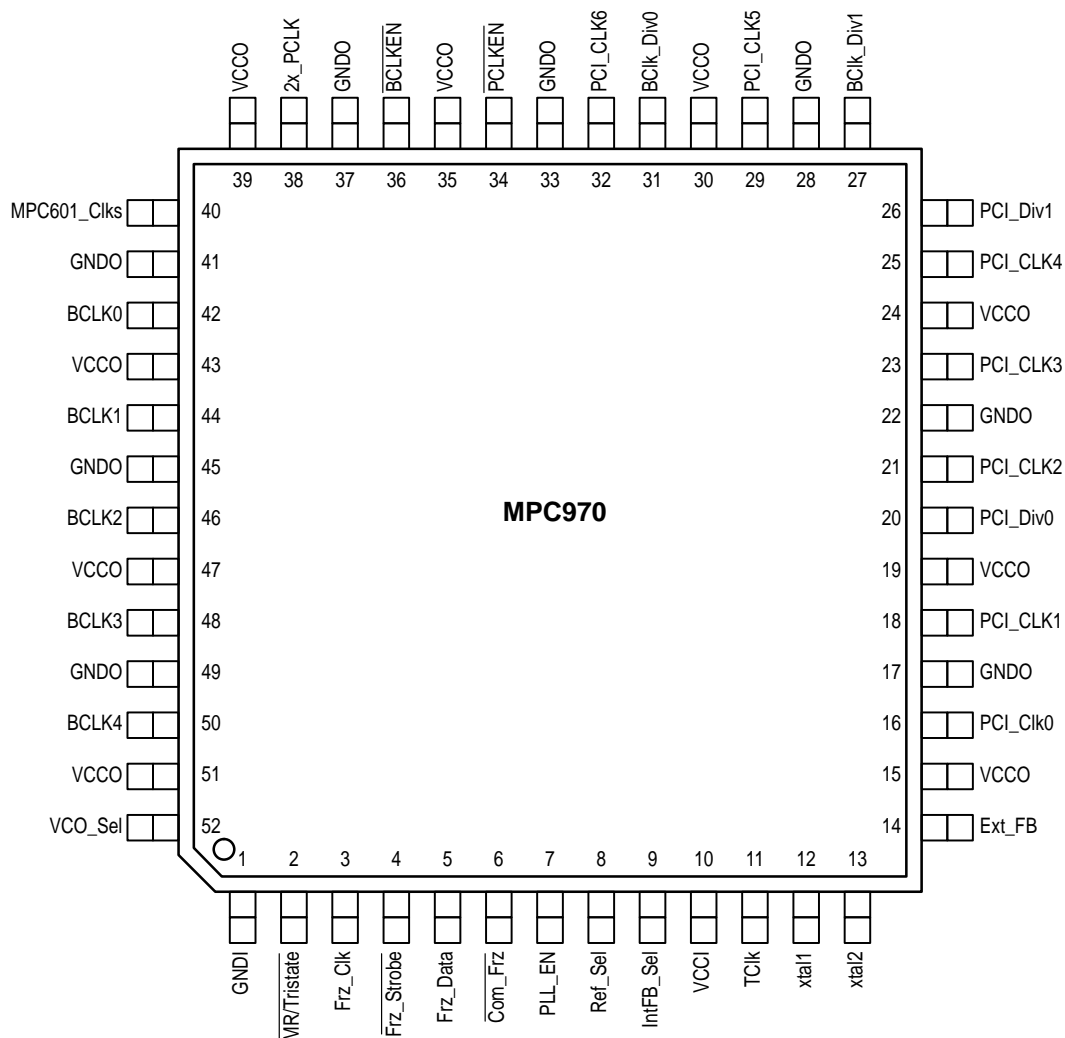 VCCO 2x_PCLK GNDO BCLKEN VCCO PCLKEN GNDO PCI_CLK6 BClk_Div0 VCCO PCI_CLK5 GNDO BClk_Div1
39 38 37 36 35 34 33 32 31 30 29 28 27
MPC601_Clks 40 26 PCI_Div1
GNDO 41 25 PCI_CLK4
BCLK0 42 24 VCCO
VCCO 43 23 PCI_CLK3
BCLK1 44 22 GNDO
GNDO 45 21 PCI_CLK2
BCLK2 46 MPC970 20 PCI_Div0
VCCO 47 19 VCCO
BCLK3 48 18 PCI_CLK1
GNDO 49 17 GNDO
BCLK4 50 16 PCI_Clk0
VCCO 51 15 VCCO
VCO_Sel 52 14 Ext_FB
1 2 3 4 5 6 7 8 9 10 11 12 13
GNDI MR/Tristate Frz_Clk Frz_Strobe Frz_Data Com_Frz PLL_EN Ref_Sel IntFB_Sel VCCI TClk xtal1 xtal2